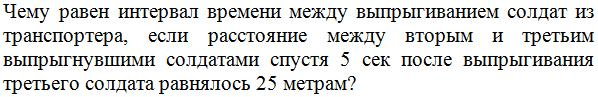 Чему равен интервал времени между выпрыгиванием солдат из
транспортера, если расстояние между вторым и третьим
выпрыгнувшими солдатами спустя 5 сек после выпрыгивания
третьего солдата равнялось 25 метрам?